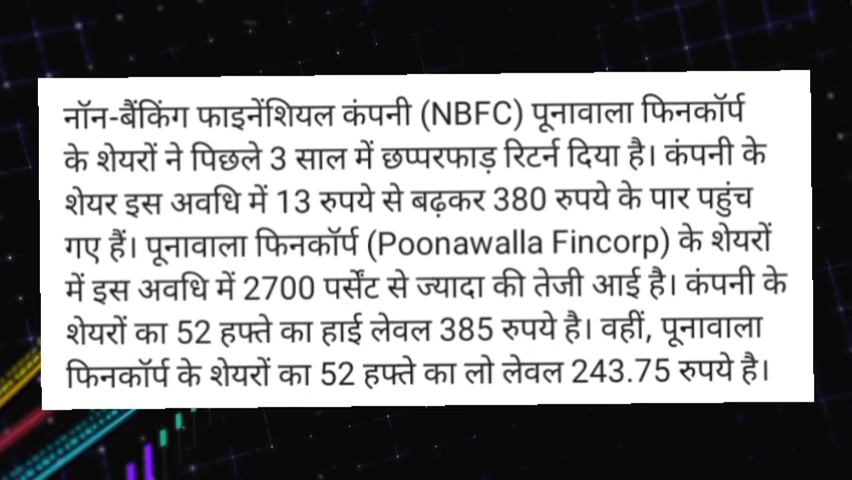 नॉन-बैंकिंग फाइनेंशियल कंपनी (NBFC) पूनावाला फिनकॉर्प
के शेयरों ने पिछले 3 साल में छप्परफाड़ रिटर्न दिया है। कंपनी के
शेयर इस अवधि में 13 रुपये से बढ़कर 380 रुपये के पार पहुंच
गए हैं। पूनावाला फिनकॉर्प (Poonawalla Fincorp) के शेयरों
में इस अवधि में 2700 पर्सेंट से ज्यादा की तेजी आई है। कंपनी के
शेयरों का 52 हफ्ते का हाई लेवल 385 रुपये है। वहीं, पूनावाला
फिनकॉर्प के शेयरों का 52 हफ्ते का लो लेवल 243.75 रुपये है।